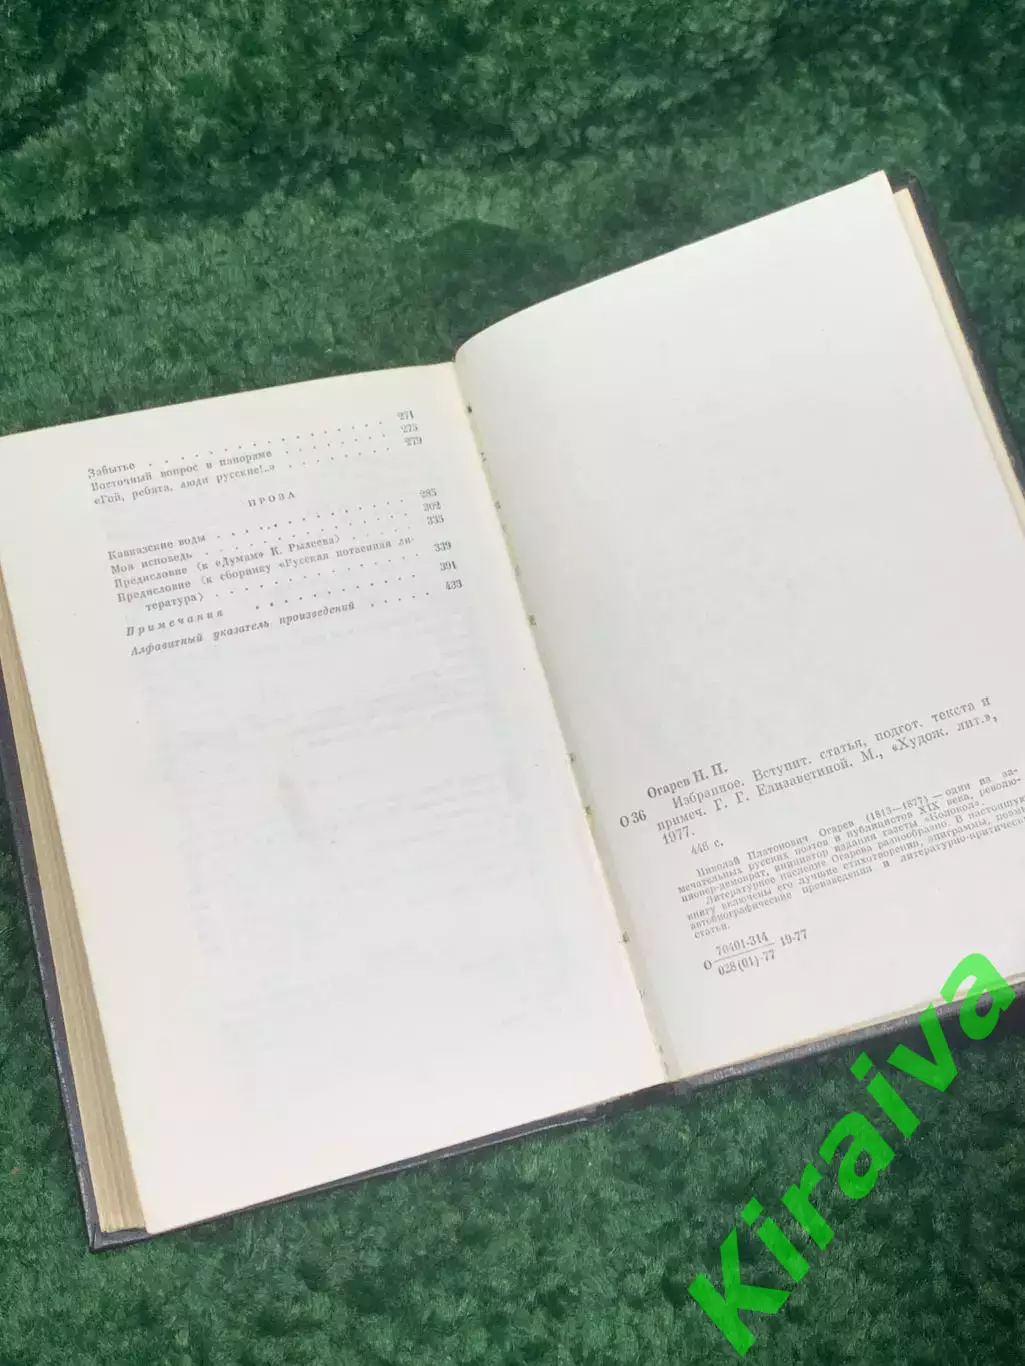 Забытье . . . . . . . . . . . . . . . . 271
Восточный вопрос в панораме . . . . . . . 275
«Гой, ребята, люди русские!..» . . . . . . . 279
ПРОЗА
Кавказские воды . . . . . . . . . . . . . 285
Моя исповедь . . . . . . . . . . . . . . 302
Предисловие ⟨к «Думам» К. Рылеева⟩ . . . . . 335
Предисловие ⟨к сборнику «Русская потаенная ли-
тература⟩ . . . . . . . . . . . . . . . 339
Примечания . . . . . . . . . . . . . . 391
Алфавитный указатель произведений . . . . . 433
Огарев Н. П.
О 36 Избранное. Вступит. статья, подгот. текста и
примеч. Г. Г. Елизаветиной. М., «Худож. лит.»,
1977.
446 с.
Николай Платонович Огарев (1813—1877) — один из за-
мечательных русских поэтов и публицистов XIX века, револю-
ционер-демократ, инициатор издания газеты «Колокол».
Литературное наследие Огарева разнообразно. В настоящую
книгу включены его лучшие стихотворения, эпиграммы, поэмы,
автобиографические произведения и литературно-критические
статьи.
О 70401-314
028(01)-77 19-77
Kiraiva